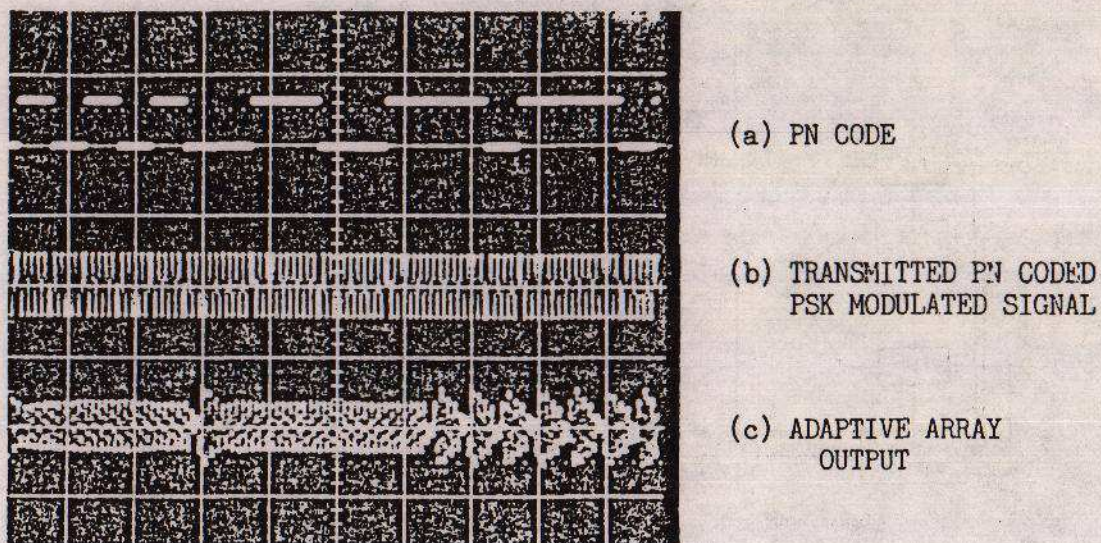 (a) PN CODE
(b) TRANSMITTED PN CODED
PSK MODULATED SIGNAL
(c) ADAPTIVE ARRAY
OUTPUT